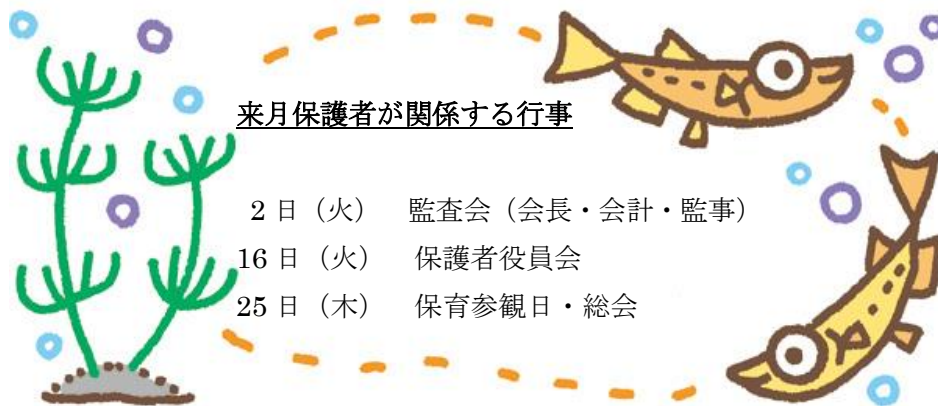 来月保護者が関係する行事
2日（火）　監査会（会長・会計・監事）
16日（火）　保護者役員会
25日（木）　保育参観日・総会